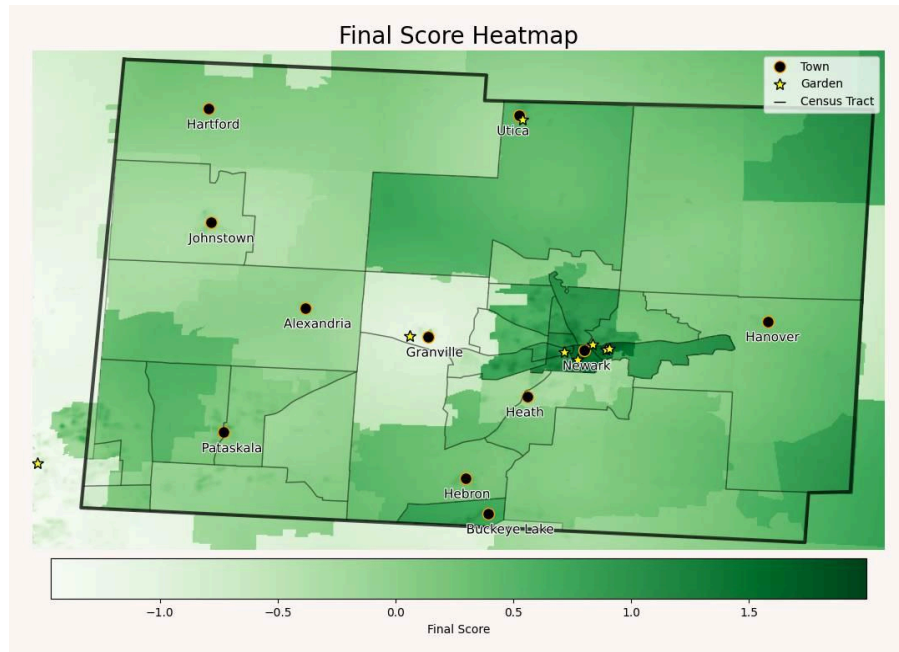 Final Score Heatmap
Town
Garden
Census Tract
Hartford
Utica
Johnstown
Alexandria
Granville
Hanover
Newark
Heath
Pataskala
Hebron
Buckeye Lake
−1.0 −0.5 0.0 0.5 1.0 1.5
Final Score